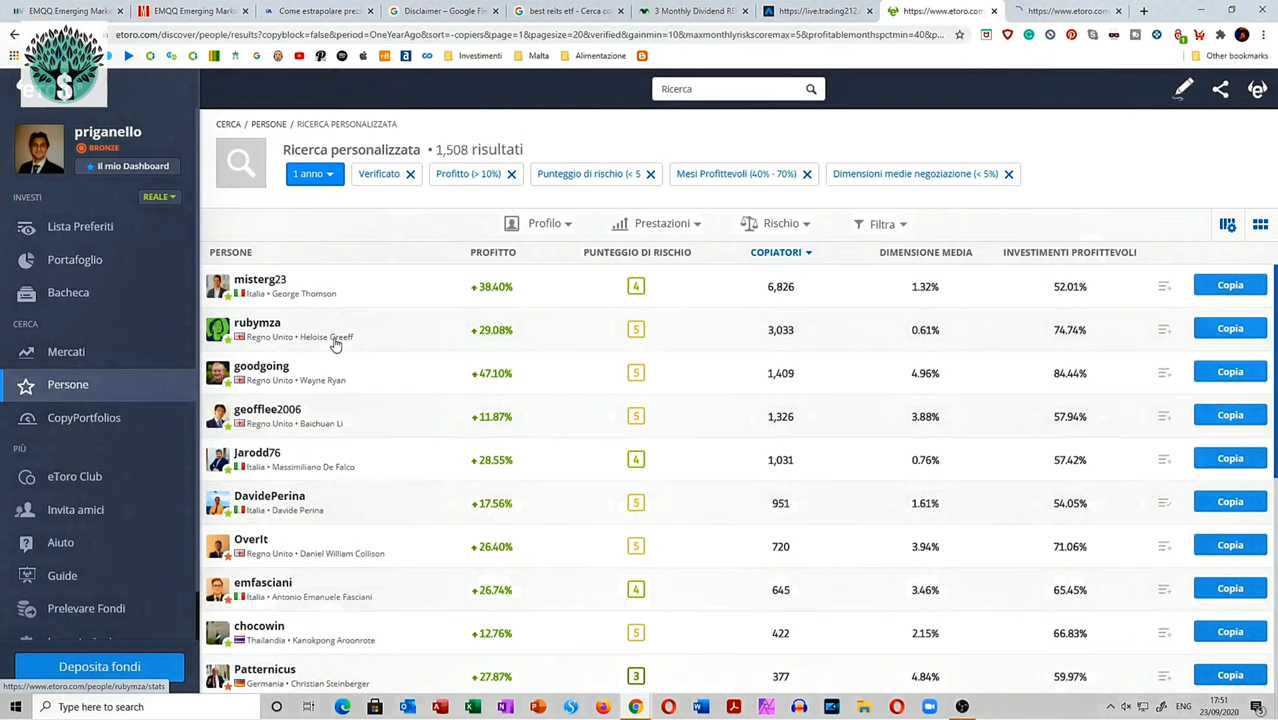 EMQQ Emerging Marke
EMQQ Emerging Marke
Come estrapolare prez
Disclaimer – Google Fi
best reits etf - Cerca co
3 Monthly Dividend RE
https://live.trading212.
https://www.etoro.com
https://www.etoro.com
etoro.com/discover/people/results?copyblock=false&period=OneYearAgo&sort=-copiers&page=1&pagesize=20&verified&gainmin=10&maxmonthlyriskscoremax=5&profitablemonthspctmin=40&p...
Investimenti
Malta
Alimentazione
Other bookmarks
Ricerca
priganello
BRONZE
Il mio Dashboard
INVESTI
REALE
Lista Preferiti
Portafoglio
Bacheca
CERCA
Mercati
Persone
CopyPortfolios
PIÙ
eToro Club
Invita amici
Aiuto
Guide
Prelevare Fondi
Deposita fondi
https://www.etoro.com/people/rubymza/stats
CERCA / PERSONE / RICERCA PERSONALIZZATA
Ricerca personalizzata • 1,508 risultati
1 anno
Verificato
Profitto (> 10%)
Punteggio di rischio (< 5
Mesi Profittevoli (40% - 70%)
Dimensioni medie negoziazione (< 5%)
Profilo
Prestazioni
Rischio
Filtra
PERSONE PROFITTO PUNTEGGIO DI RISCHIO COPIATORI DIMENSIONE MEDIA INVESTIMENTI PROFITTEVOLI
misterg23
Italia • George Thomson
+38.40% 4 6,826 1.32% 52.01% Copia
rubymza
Regno Unito • Heloise Greeff
+29.08% 5 3,033 0.61% 74.74% Copia
goodgoing
Regno Unito • Wayne Ryan
+47.10% 5 1,409 4.96% 84.44% Copia
geofflee2006
Regno Unito • Baichuan Li
+11.87% 5 1,326 3.88% 57.94% Copia
Jarodd76
Italia • Massimiliano De Falco
+28.55% 4 1,031 0.76% 57.42% Copia
DavidePerina
Italia • Davide Perina
+17.56% 5 951 1.61% 54.05% Copia
OverIt
Regno Unito • Daniel William Collison
+26.40% 5 720 3.94% 71.06% Copia
emfasciani
Italia • Antonio Emanuele Fasciani
+26.74% 4 645 3.46% 65.45% Copia
chocowin
Thailandia • Kanokpong Aroonrote
+12.76% 5 422 2.15% 66.83% Copia
Patternicus
Germania • Christian Steinberger
+27.87% 3 377 4.84% 59.97% Copia
Type here to search
17:51
23/09/2020